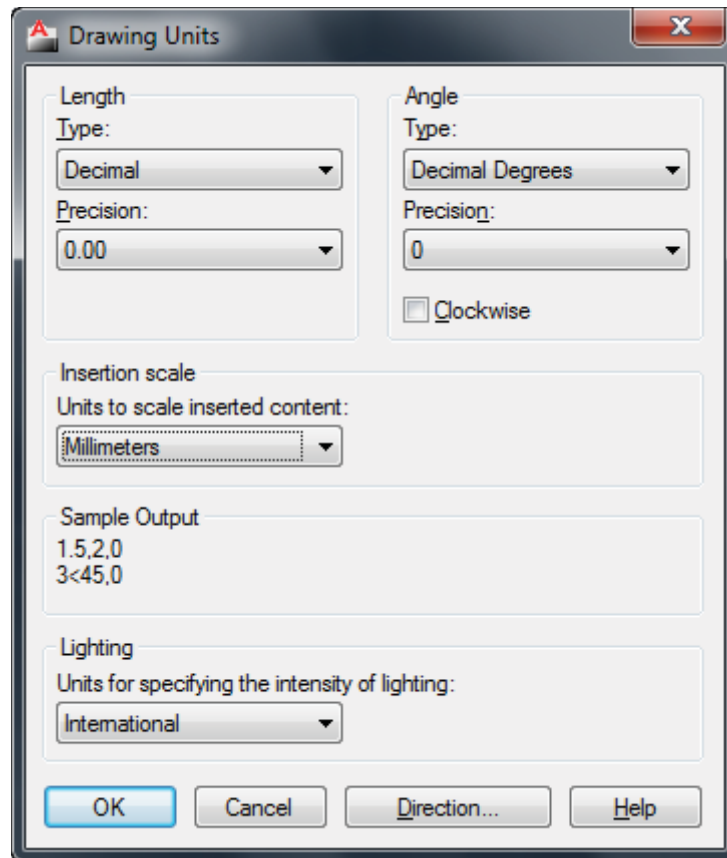 Drawing Units
Length
Type:
Decimal
Precision:
0.00
Angle
Type:
Decimal Degrees
Precision:
0
Clockwise
Insertion scale
Units to scale inserted content:
Millimeters
Sample Output
1.5,2,0
3<45,0
Lighting
Units for specifying the intensity of lighting:
International
OK
Cancel
Direction...
Help